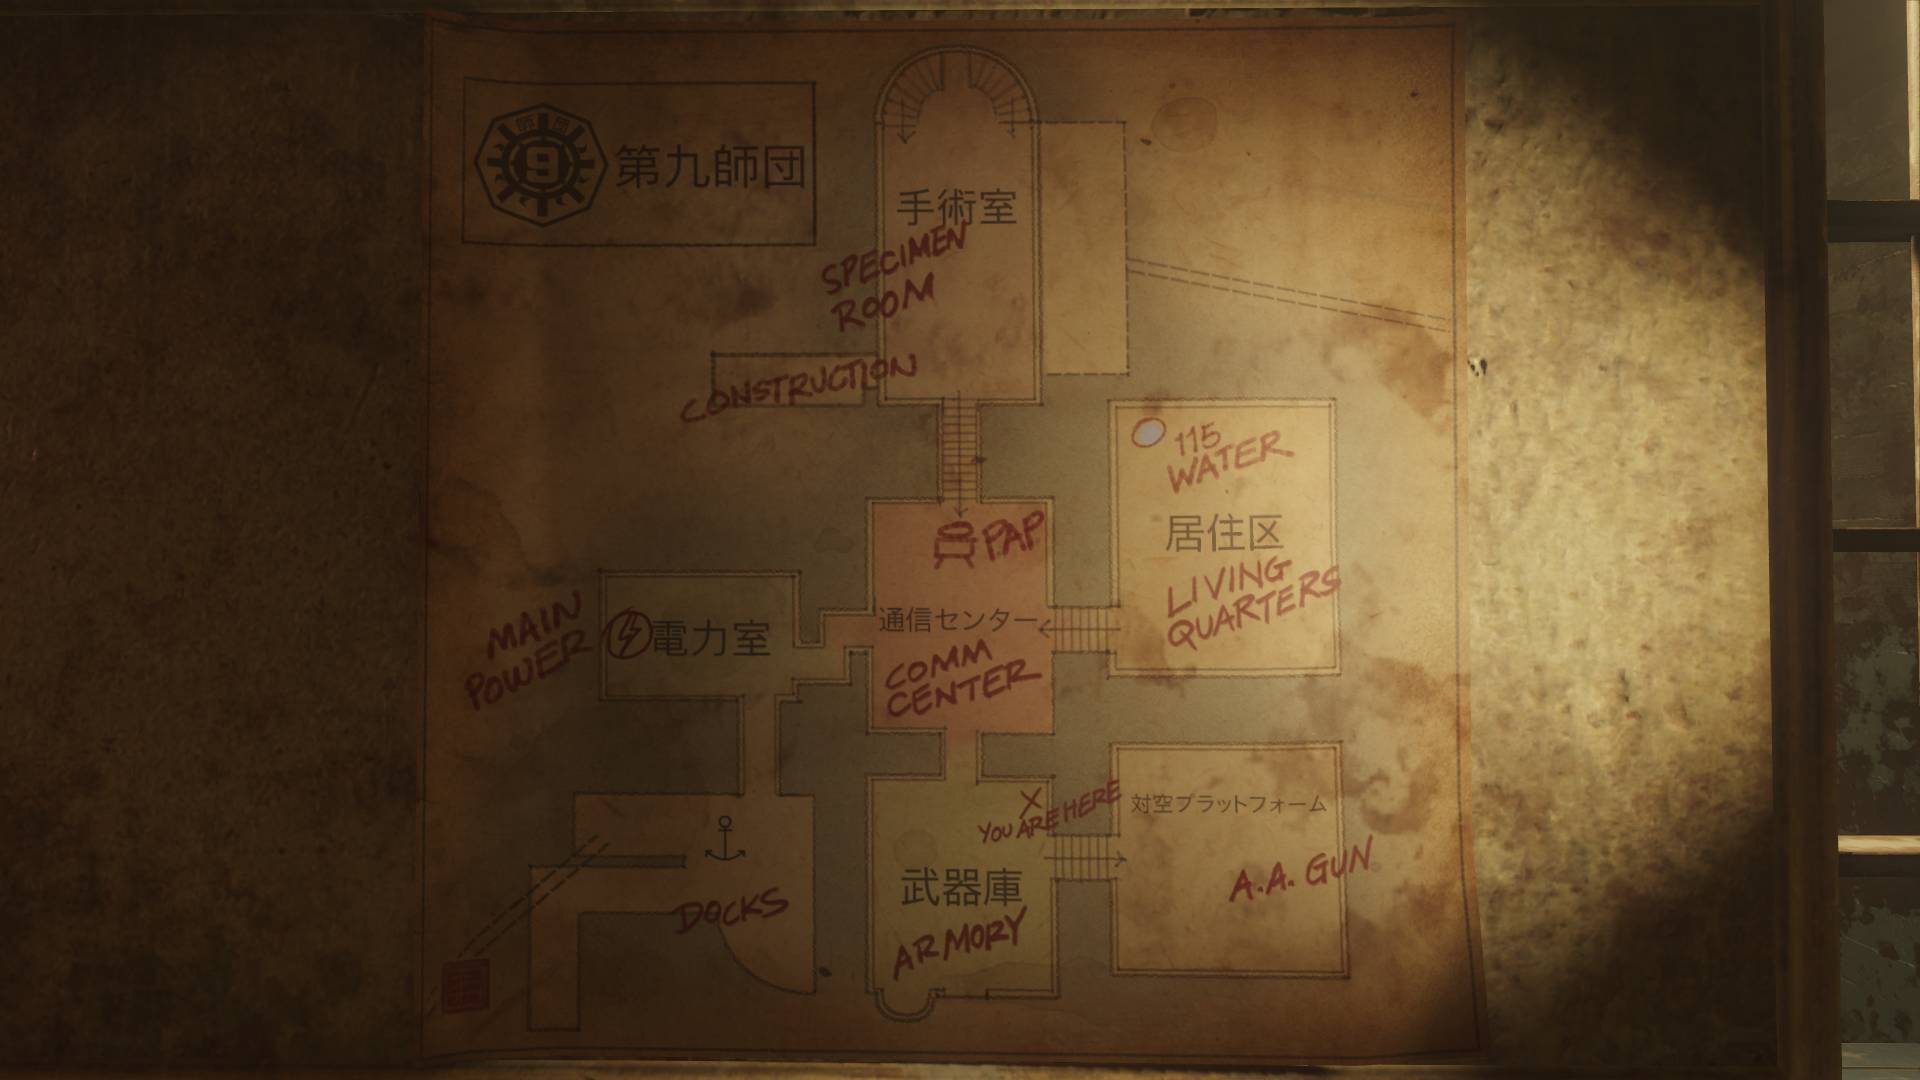 9 第九師団
手術室
SPECIMEN
ROOM
CONSTRUCTION
115
WATER
居住区
LIVING
QUARTERS
PAP
通信センター
COMM
CENTER
MAIN
POWER
電力室
X
YOU ARE HERE
対空プラットフォーム
A.A. GUN
武器庫
ARMORY
DOCKS